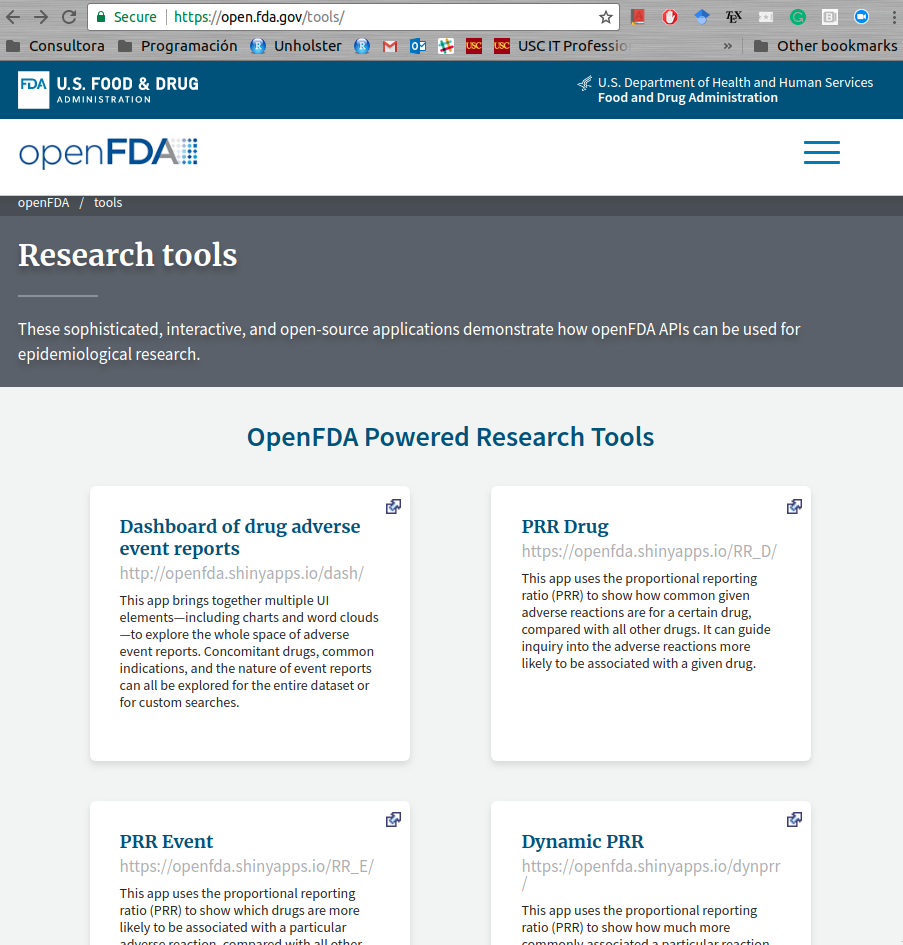 Secure https://open.fda.gov/tools/
Consultora Programación Unholster USC USC USC IT Professio » Other bookmarks
FDA U.S. FOOD & DRUG
ADMINISTRATION
U.S. Department of Health and Human Services
Food and Drug Administration
openFDA
openFDA / tools
Research tools
These sophisticated, interactive, and open-source applications demonstrate how openFDA APIs can be used for
epidemiological research.
OpenFDA Powered Research Tools
Dashboard of drug adverse
event reports
http://openfda.shinyapps.io/dash/
This app brings together multiple UI
elements—including charts and word clouds
—to explore the whole space of adverse
event reports. Concomitant drugs, common
indications, and the nature of event reports
can all be explored for the entire dataset or
for custom searches.
PRR Drug
https://openfda.shinyapps.io/RR_D/
This app uses the proportional reporting
ratio (PRR) to show how common given
adverse reactions are for a certain drug,
compared with all other drugs. It can guide
inquiry into the adverse reactions more
likely to be associated with a given drug.
PRR Event
https://openfda.shinyapps.io/RR_E/
This app uses the proportional reporting
ratio (PRR) to show which drugs are more
likely to be associated with a particular
adverse reaction, compared with all other
Dynamic PRR
https://openfda.shinyapps.io/dynprr
/
This app uses the proportional reporting
ratio (PRR) to show how much more
commonly associated a particular reaction